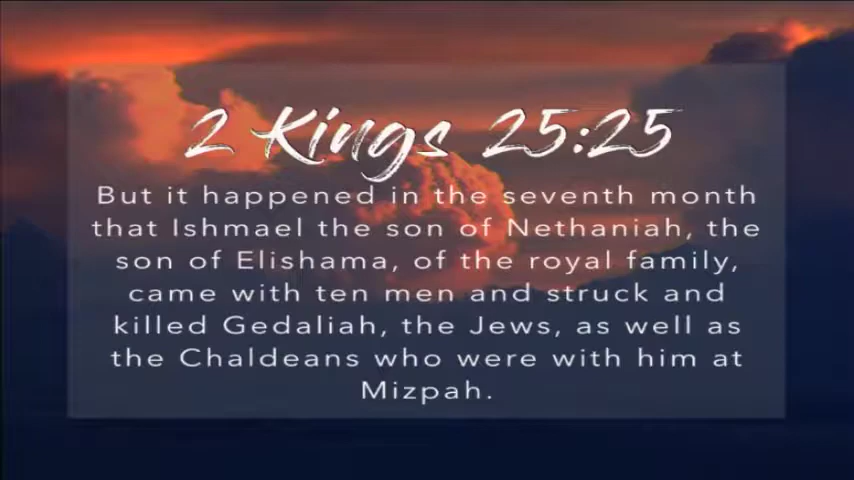 2 Kings 25:25
But it happened in the seventh month
that Ishmael the son of Nethaniah, the
son of Elishama, of the royal family,
came with ten men and struck and
killed Gedaliah, the Jews, as well as
the Chaldeans who were with him at
Mizpah.